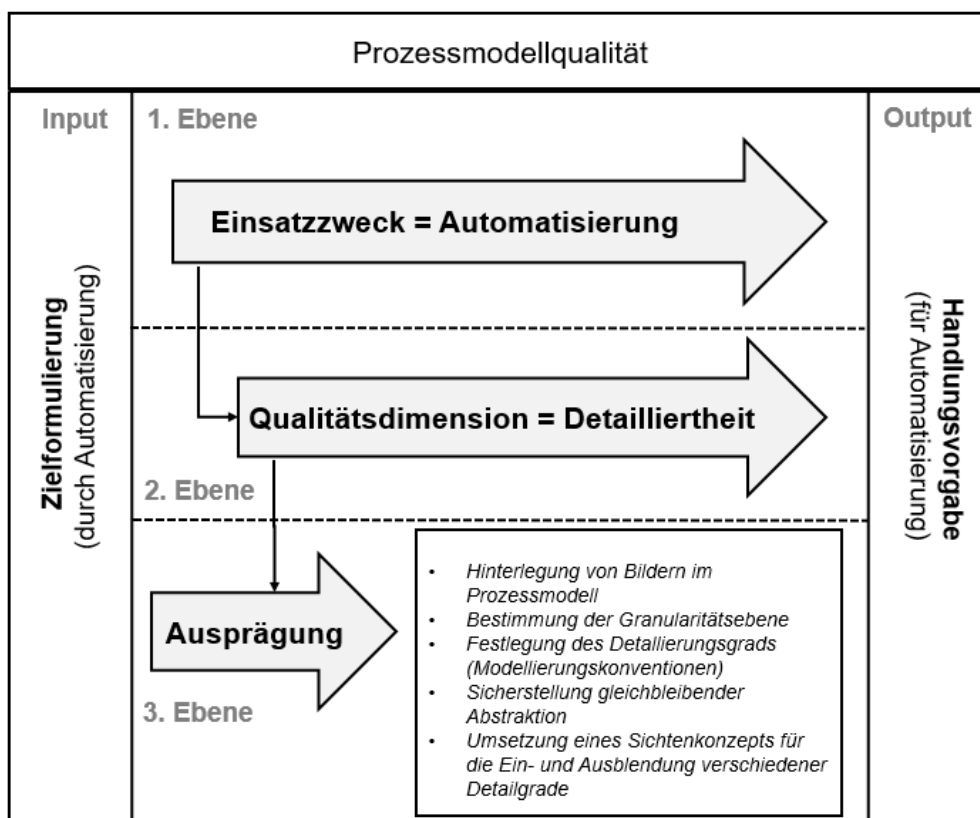 Prozessmodellqualität
Input
1. Ebene
Output
Einsatzzweck = Automatisierung
Zielformulierung
(durch Automatisierung)
Handlungsvorgabe
(für Automatisierung)
Qualitätsdimension = Detailliertheit
2. Ebene
Ausprägung
3. Ebene
• Hinterlegung von Bildern im
Prozessmodell
• Bestimmung der Granularitätsebene
• Festlegung des Detallierungsgrads
(Modellierungskonventionen)
• Sicherstellung gleichbleibender
Abstraktion
• Umsetzung eines Sichtenkonzepts für
die Ein- und Ausblendung verschiedener
Detailgrade